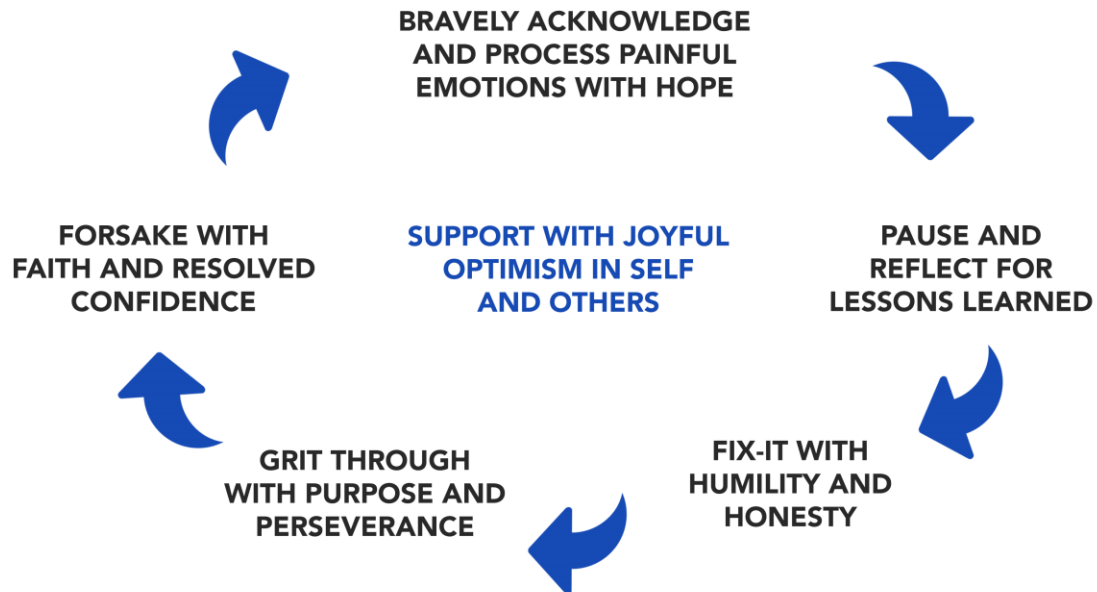 BRAVELY ACKNOWLEDGE
AND PROCESS PAINFUL
EMOTIONS WITH HOPE
PAUSE AND
REFLECT FOR
LESSONS LEARNED
FIX-IT WITH
HUMILITY AND
HONESTY
GRIT THROUGH
WITH PURPOSE AND
PERSEVERANCE
FORSAKE WITH
FAITH AND RESOLVED
CONFIDENCE
SUPPORT WITH JOYFUL
OPTIMISM IN SELF
AND OTHERS